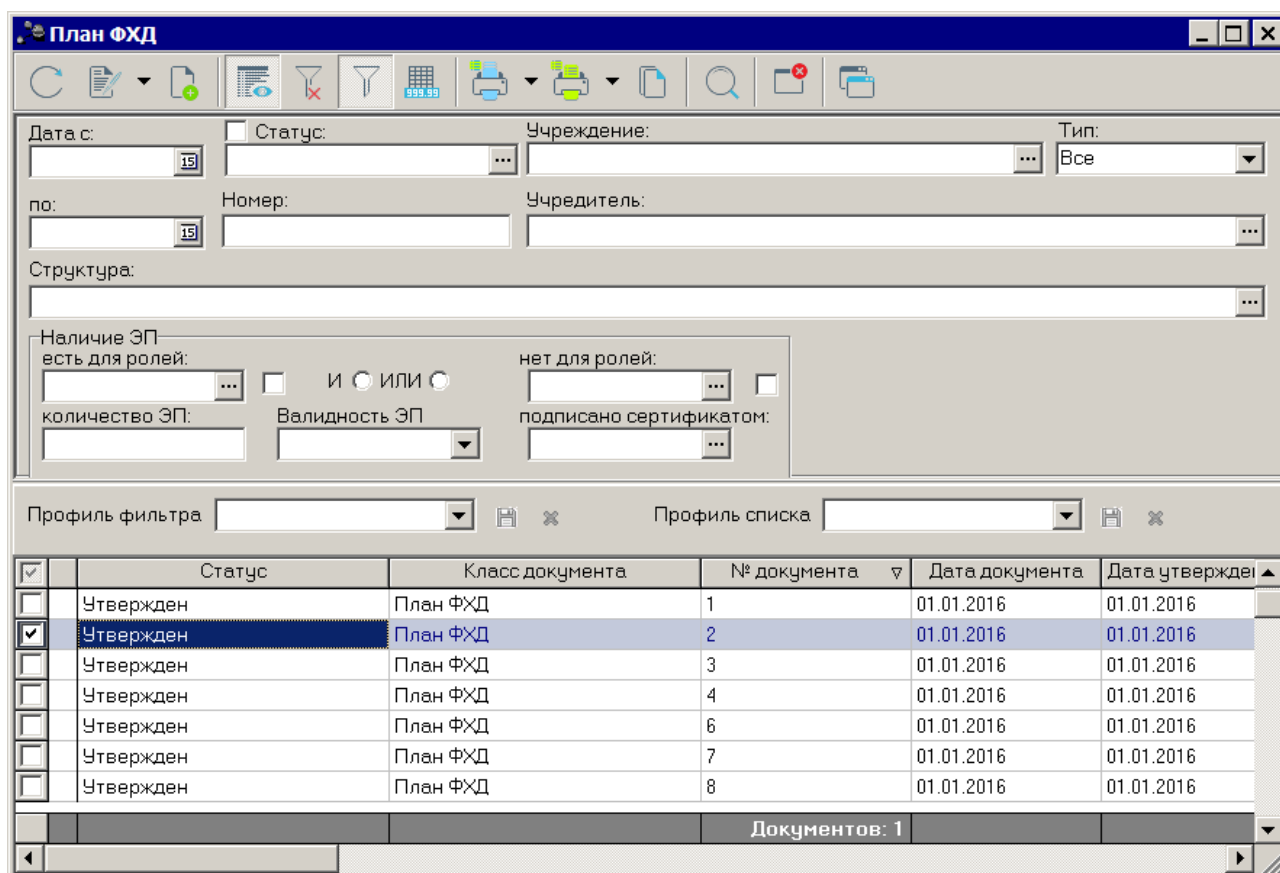 План ФХД
999.99
Дата с: Статус: Учреждение: Тип:
15 ... ... Все
по: Номер: Учредитель:
15 ...
Структура:
...
Наличие ЭП
есть для ролей: нет для ролей:
... И ИЛИ ...
количество ЭП: Валидность ЭП подписано сертификатом:
...
Профиль фильтра Профиль списка
Статус Класс документа № документа Дата документа Дата утвержде
Утвержден План ФХД 1 01.01.2016 01.01.2016
Утвержден План ФХД 2 01.01.2016 01.01.2016
Утвержден План ФХД 3 01.01.2016 01.01.2016
Утвержден План ФХД 4 01.01.2016 01.01.2016
Утвержден План ФХД 6 01.01.2016 01.01.2016
Утвержден План ФХД 7 01.01.2016 01.01.2016
Утвержден План ФХД 8 01.01.2016 01.01.2016
Документов: 1